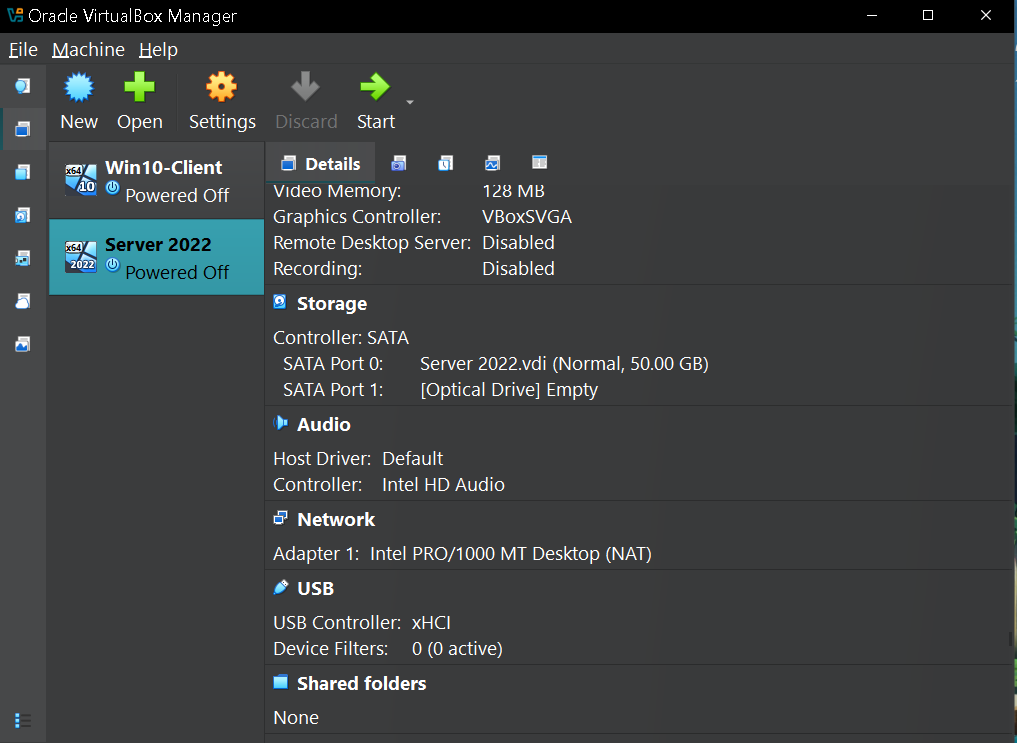 Oracle VirtualBox Manager
File Machine Help
New Open Settings Discard Start
x64 10 Win10-Client
Powered Off
x64 2022 Server 2022
Powered Off
Details
Video Memory: 128 MB
Graphics Controller: VBoxSVGA
Remote Desktop Server: Disabled
Recording: Disabled
Storage
Controller: SATA
SATA Port 0: Server 2022.vdi (Normal, 50.00 GB)
SATA Port 1: [Optical Drive] Empty
Audio
Host Driver: Default
Controller: Intel HD Audio
Network
Adapter 1: Intel PRO/1000 MT Desktop (NAT)
USB
USB Controller: xHCI
Device Filters: 0 (0 active)
Shared folders
None